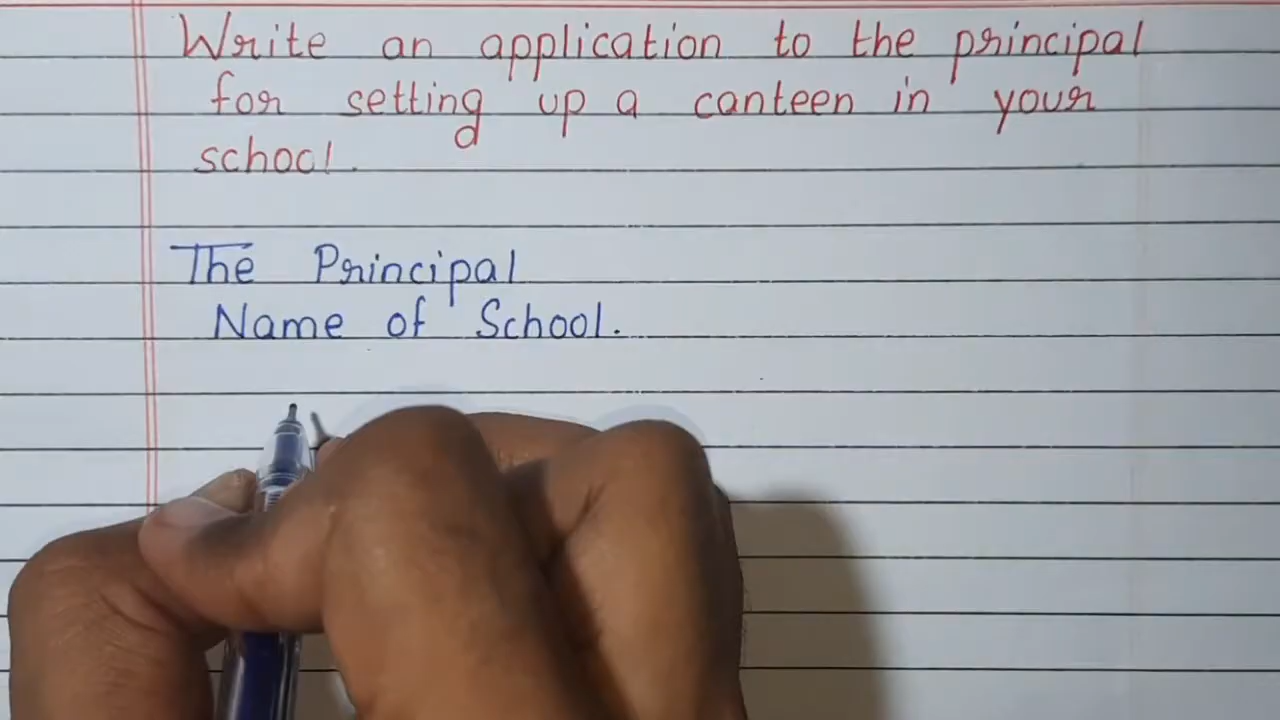 Write an application to the principal
for setting up a canteen in your
school.
The Principal
Name of School.